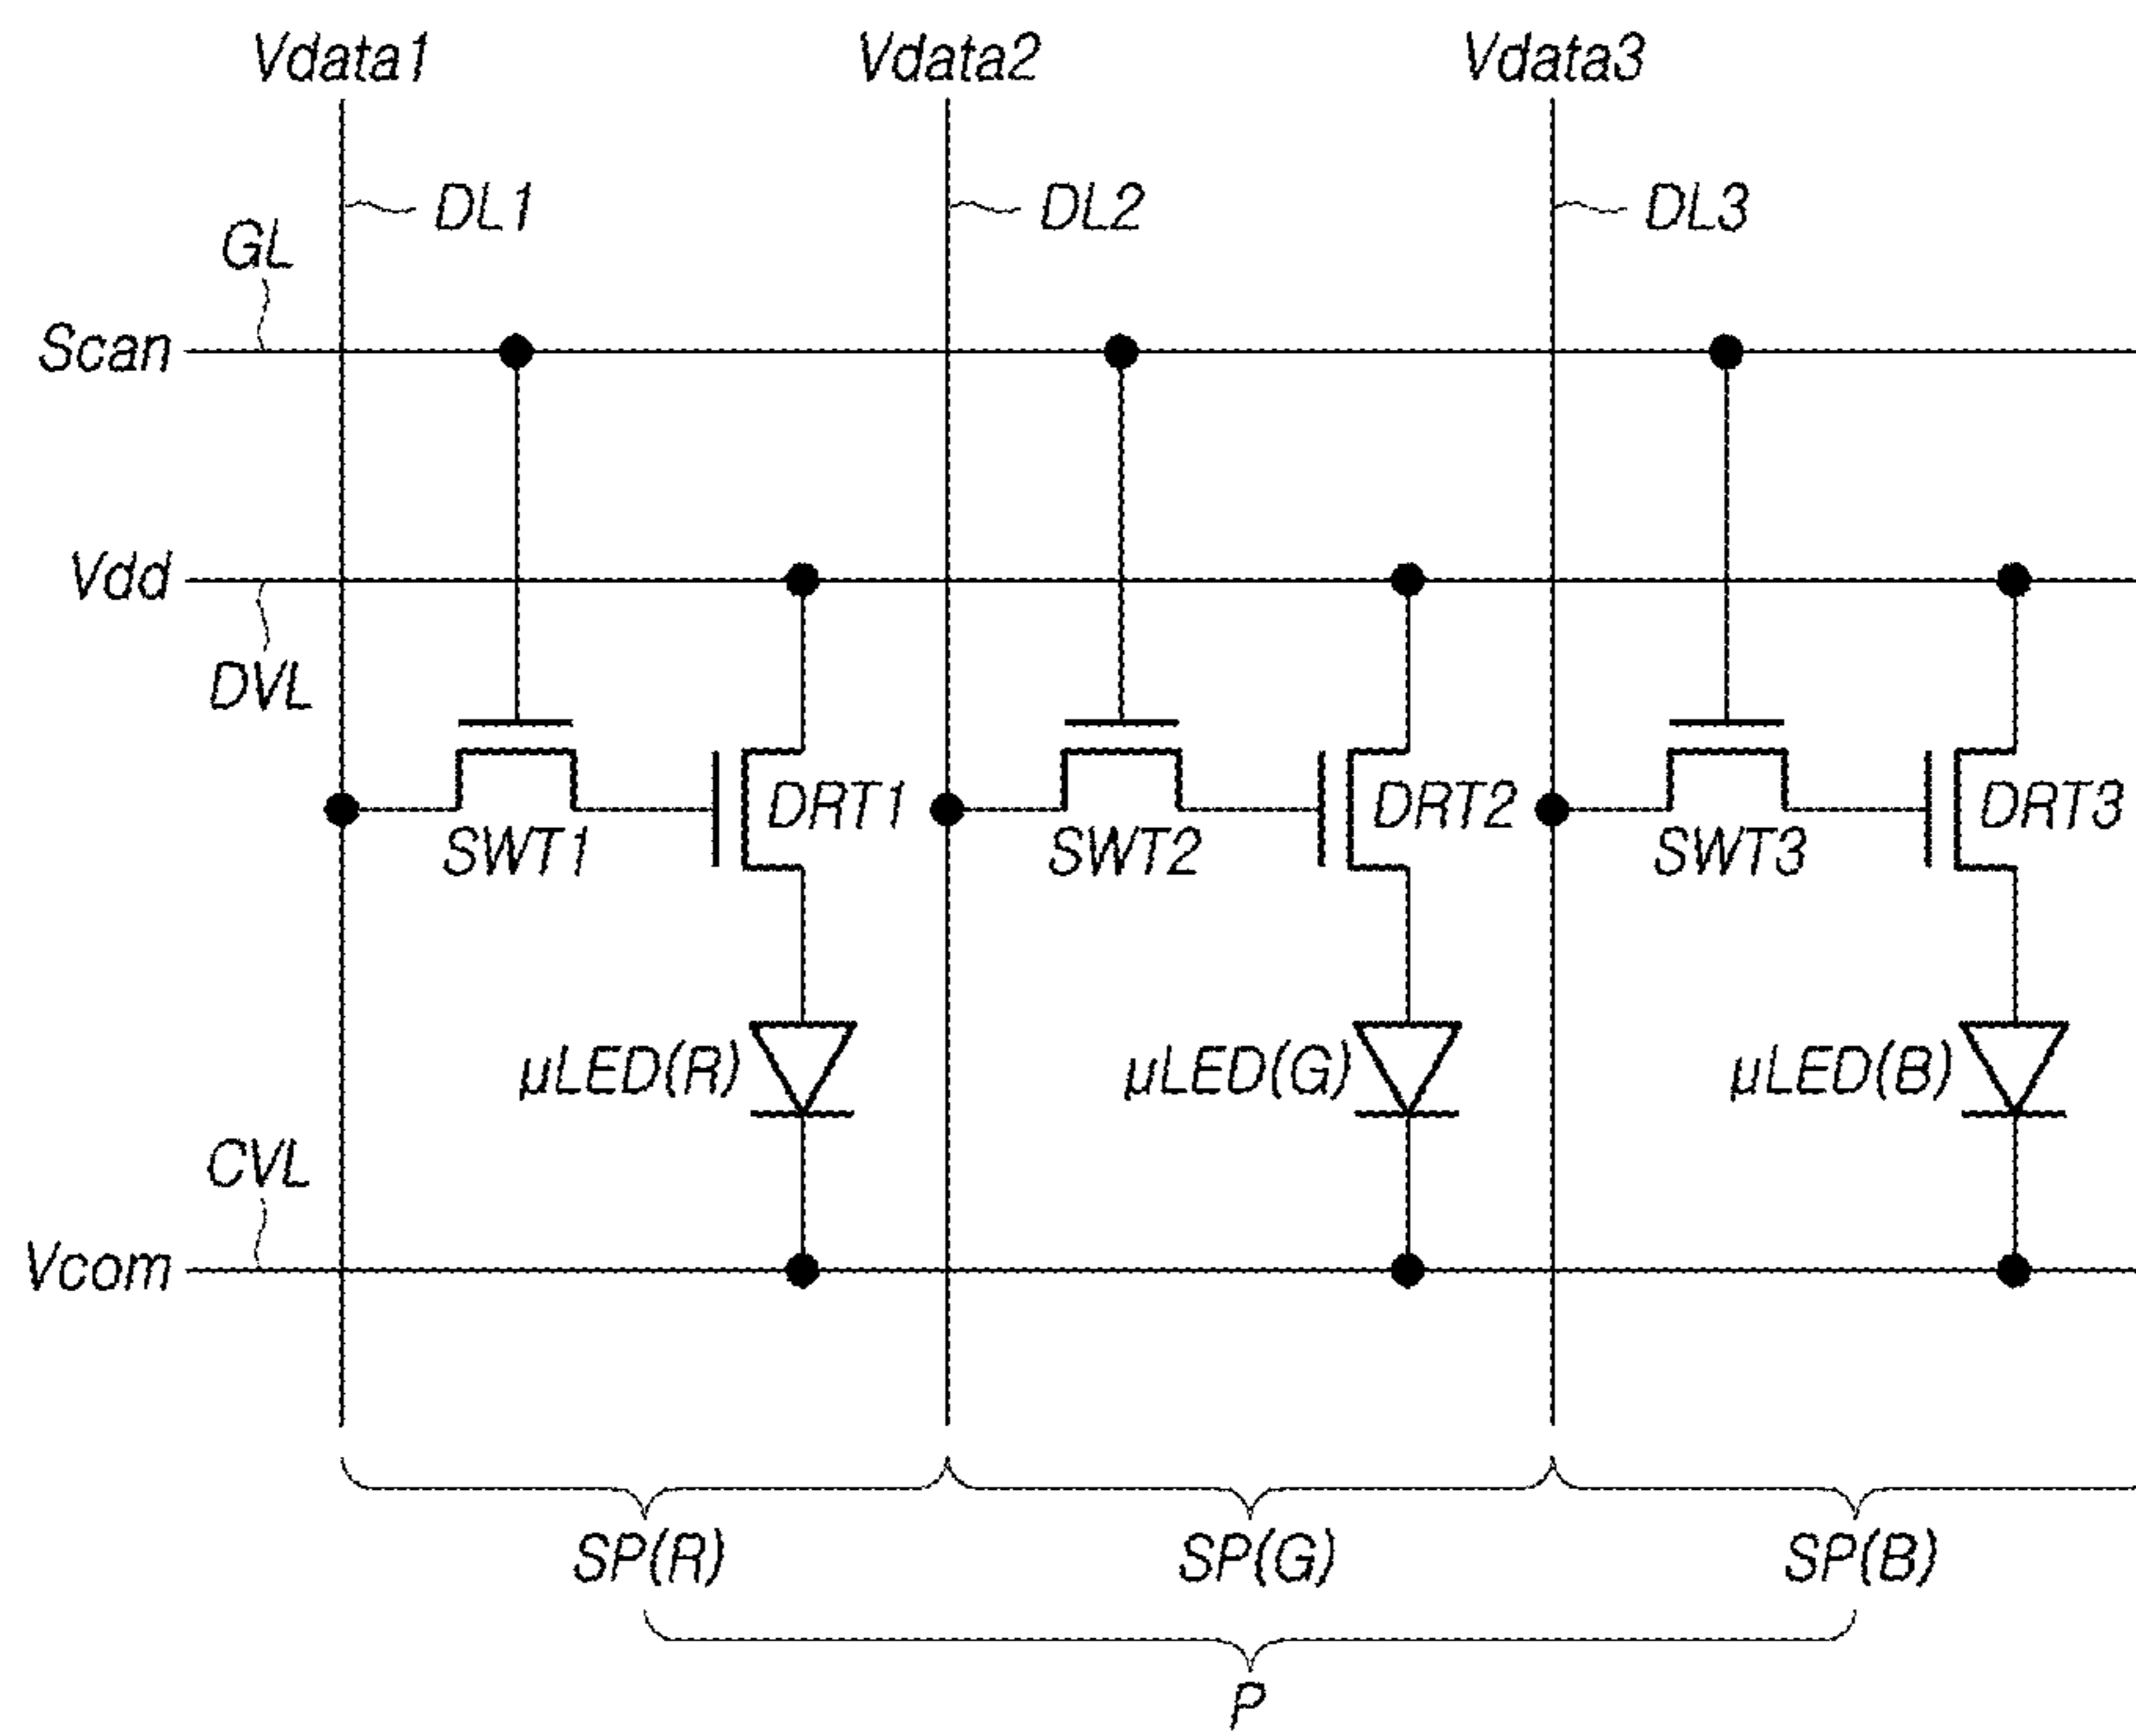 Vdata1 Vdata2 Vdata3
DL1 DL2 DL3
GL
Scan
Vdd
DVL
DRT1 DRT2 DRT3
SWT1 SWT2 SWT3
µLED(R) µLED(G) µLED(B)
CVL
Vcom
SP(R) SP(G) SP(B)
P